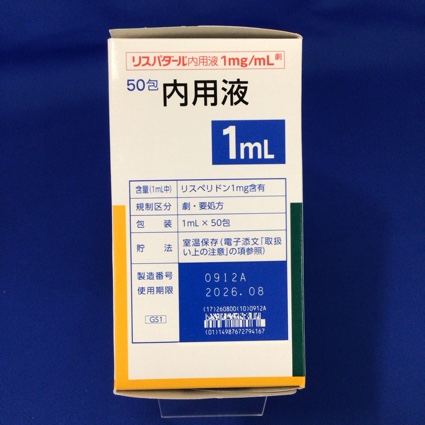 リスパダール内用液1mg/mL 劇
50包 内用液
1mL
含量(1mL中) リスペリドン1mg含有
規制区分 劇・要処方
包装 1mL×50包
貯法 室温保存(電子添文「取扱
い上の注意」の項参照)
製造番号 0912A
使用期限 2026.08
(17)260800(10)0912A
GS1
(01)14987672794167